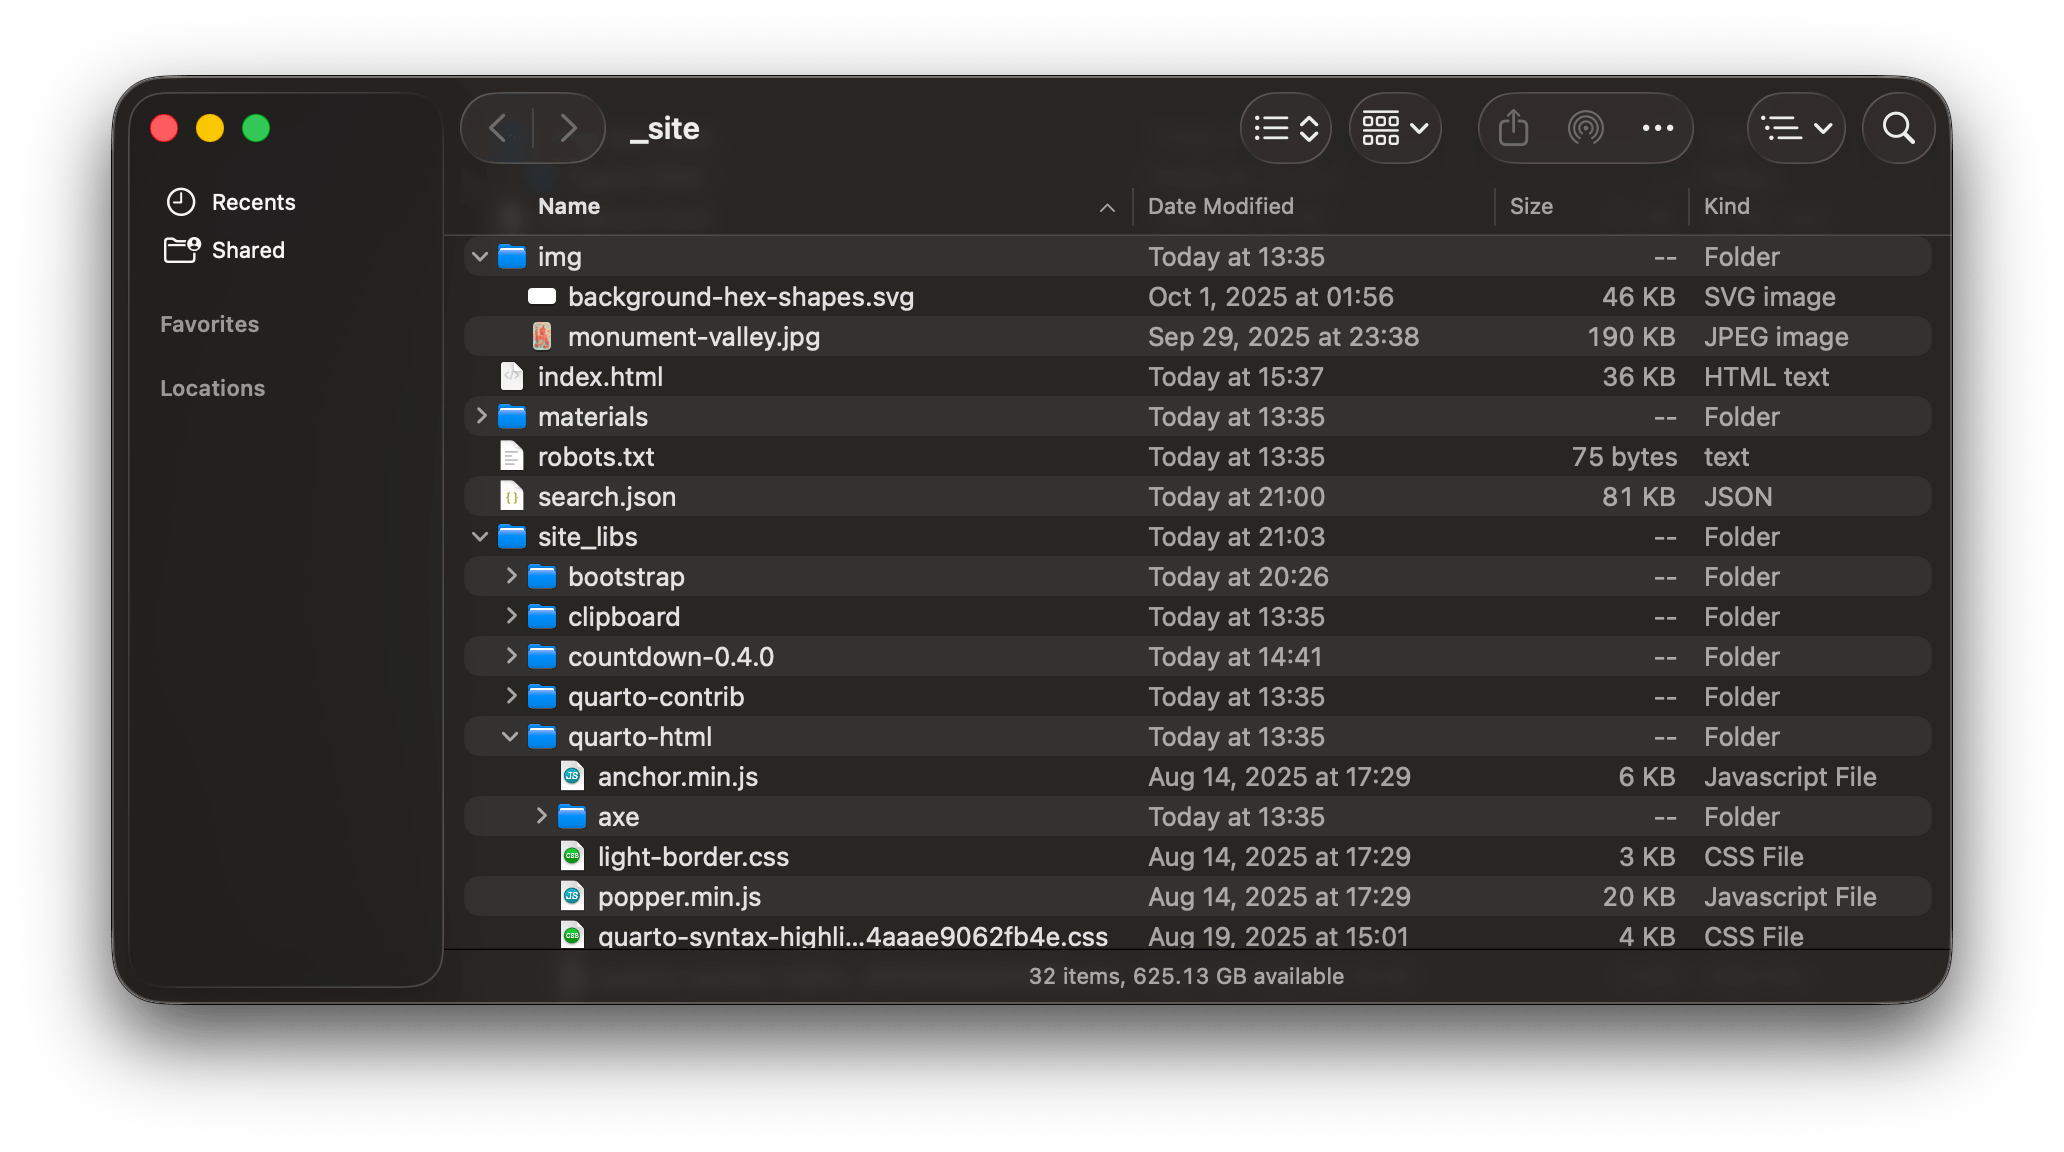 _site
Recents
Shared
Favorites
Locations
Name Date Modified Size Kind
img Today at 13:35 -- Folder
background-hex-shapes.svg Oct 1, 2025 at 01:56 46 KB SVG image
monument-valley.jpg Sep 29, 2025 at 23:38 190 KB JPEG image
index.html Today at 15:37 36 KB HTML text
materials Today at 13:35 -- Folder
robots.txt Today at 13:35 75 bytes text
search.json Today at 21:00 81 KB JSON
site_libs Today at 21:03 -- Folder
bootstrap Today at 20:26 -- Folder
clipboard Today at 13:35 -- Folder
countdown-0.4.0 Today at 14:41 -- Folder
quarto-contrib Today at 13:35 -- Folder
quarto-html Today at 13:35 -- Folder
anchor.min.js Aug 14, 2025 at 17:29 6 KB Javascript File
axe Today at 13:35 -- Folder
light-border.css Aug 14, 2025 at 17:29 3 KB CSS File
popper.min.js Aug 14, 2025 at 17:29 20 KB Javascript File
quarto-syntax-highli...4aaae9062fb4e.css Aug 19, 2025 at 15:01 4 KB CSS File
32 items, 625.13 GB available